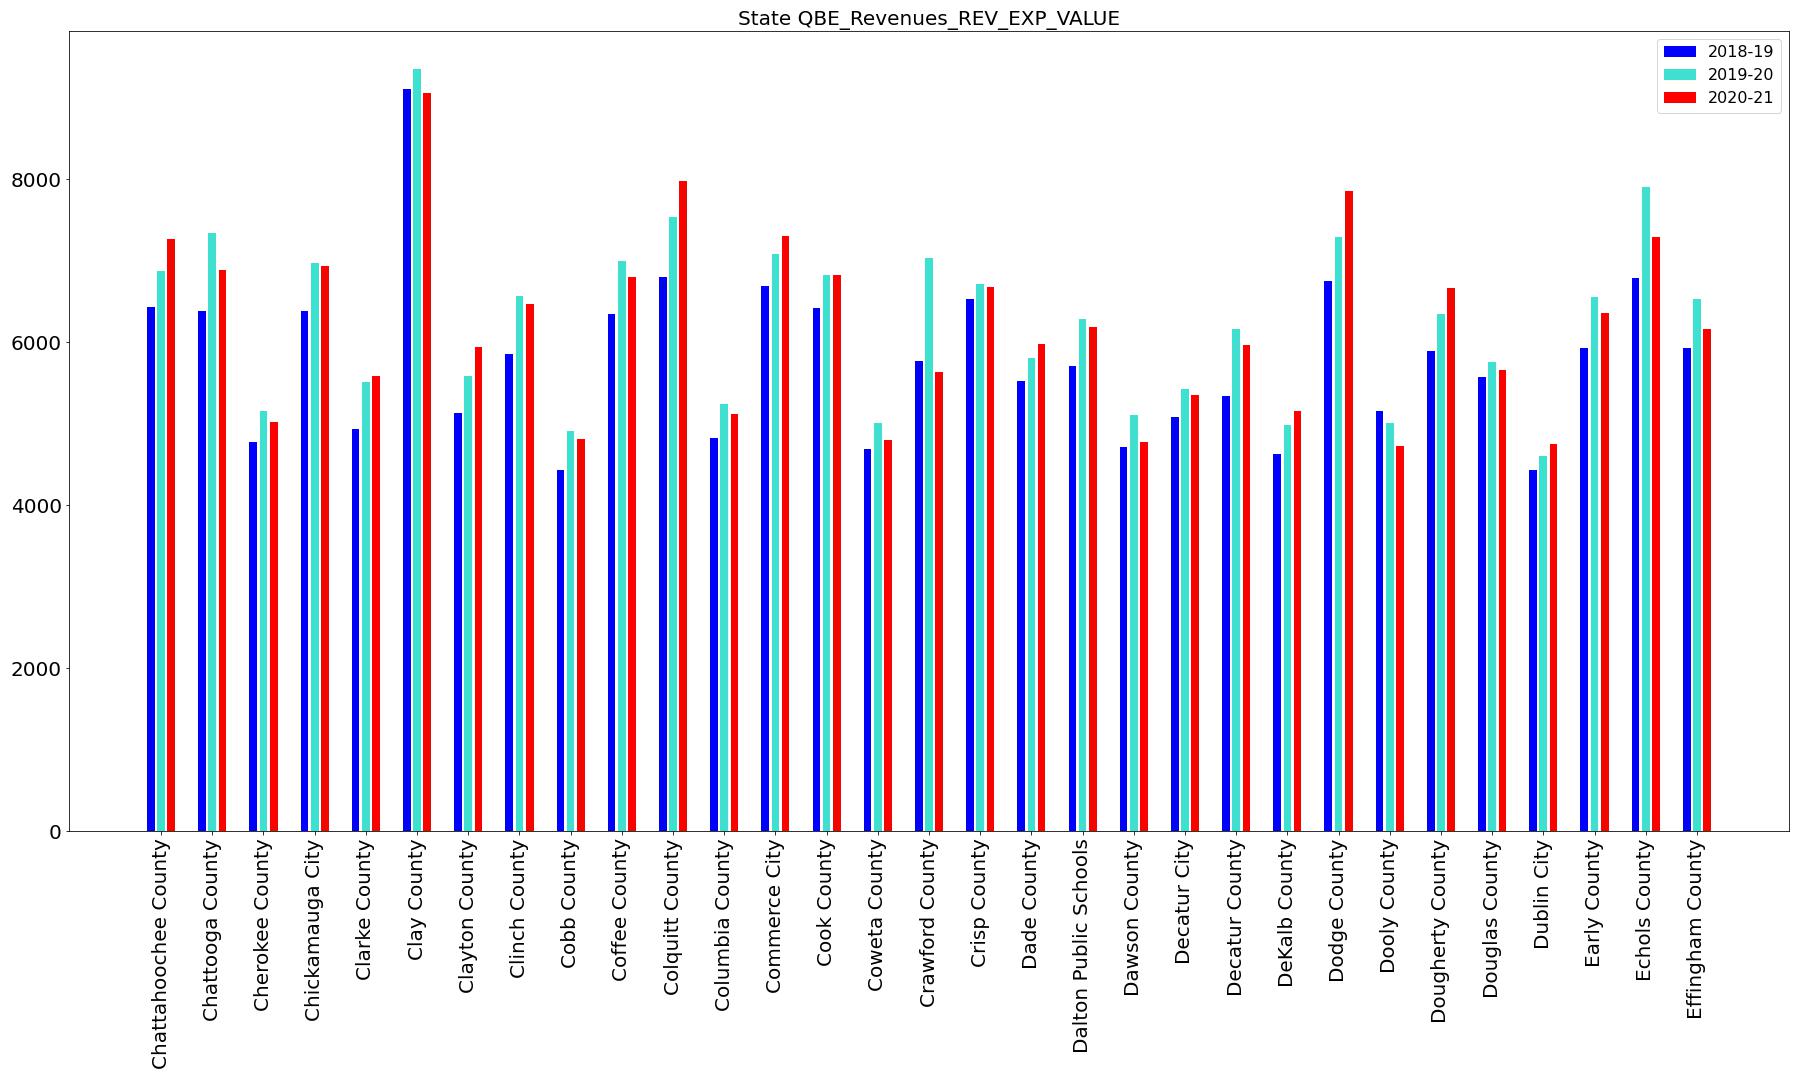 State QBE_Revenues_REV_EXP_VALUE
2018-19
2019-20
2020-21
8000
6000
4000
2000
0
Chattahoochee County
Chattooga County
Cherokee County
Chickamauga City
Clarke County
Clay County
Clayton County
Clinch County
Cobb County
Coffee County
Colquitt County
Columbia County
Commerce City
Cook County
Coweta County
Crawford County
Crisp County
Dade County
Dalton Public Schools
Dawson County
Decatur City
Decatur County
DeKalb County
Dodge County
Dooly County
Dougherty County
Douglas County
Dublin City
Early County
Echols County
Effingham County